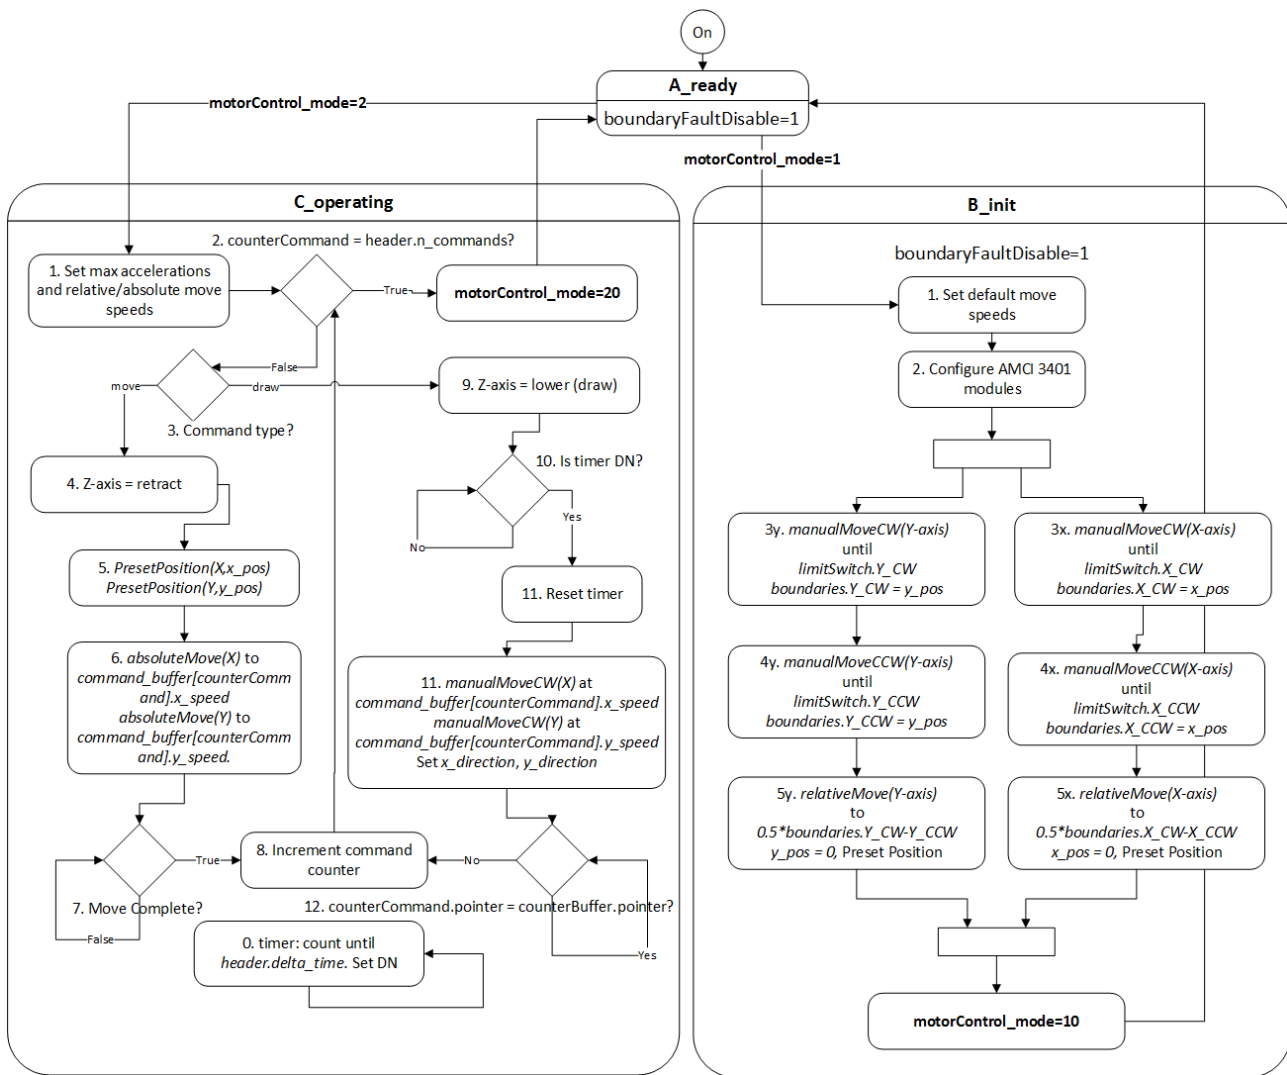 On
A_ready
boundaryFaultDisable=1
motorControl_mode=2
motorControl_mode=1
C_operating
2. counterCommand = header.n_commands?
1. Set max accelerations
and relative/absolute move
speeds
True
motorControl_mode=20
False
move
draw
3. Command type?
9. Z-axis = lower (draw)
4. Z-axis = retract
10. Is timer DN?
No
Yes
5. PresetPosition(X,x_pos)
PresetPosition(Y,y_pos)
11. Reset timer
6. absoluteMove(X) to
command_buffer[counterComm
and].x_speed
absoluteMove(Y) to
command_buffer[counterComm
and].y_speed.
11. manualMoveCW(X) at
command_buffer[counterCommand].x_speed
manualMoveCW(Y) at
command_buffer[counterCommand].y_speed
Set x_direction, y_direction
True
8. Increment command
counter
No
7. Move Complete?
False
12. counterCommand.pointer = counterBuffer.pointer?
Yes
0. timer: count until
header.delta_time. Set DN
B_init
boundaryFaultDisable=1
1. Set default move
speeds
2. Configure AMCI 3401
modules
3y. manualMoveCW(Y-axis)
until
limitSwitch.Y_CW
boundaries.Y_CW = y_pos
3x. manualMoveCW(X-axis)
until
limitSwitch.X_CW
boundaries.X_CW = x_pos
4y. manualMoveCCW(Y-axis)
until
limitSwitch.Y_CCW
boundaries.Y_CCW = y_pos
4x. manualMoveCCW(X-axis)
until
limitSwitch.X_CCW
boundaries.X_CCW = x_pos
5y. relativeMove(Y-axis)
to
0.5*boundaries.Y_CW-Y_CCW
y_pos = 0, Preset Position
5x. relativeMove(X-axis)
to
0.5*boundaries.X_CW-X_CCW
x_pos = 0, Preset Position
motorControl_mode=10